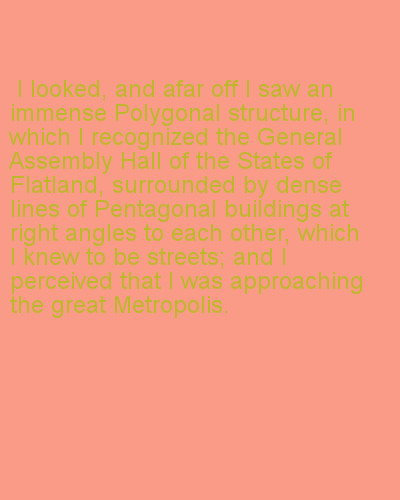 I looked, and afar off I saw an
immense Polygonal structure, in
which I recognized the General
Assembly Hall of the States of
Flatland, surrounded by dense
lines of Pentagonal buildings at
right angles to each other, which
I knew to be streets; and I
perceived that I was approaching
the great Metropolis.